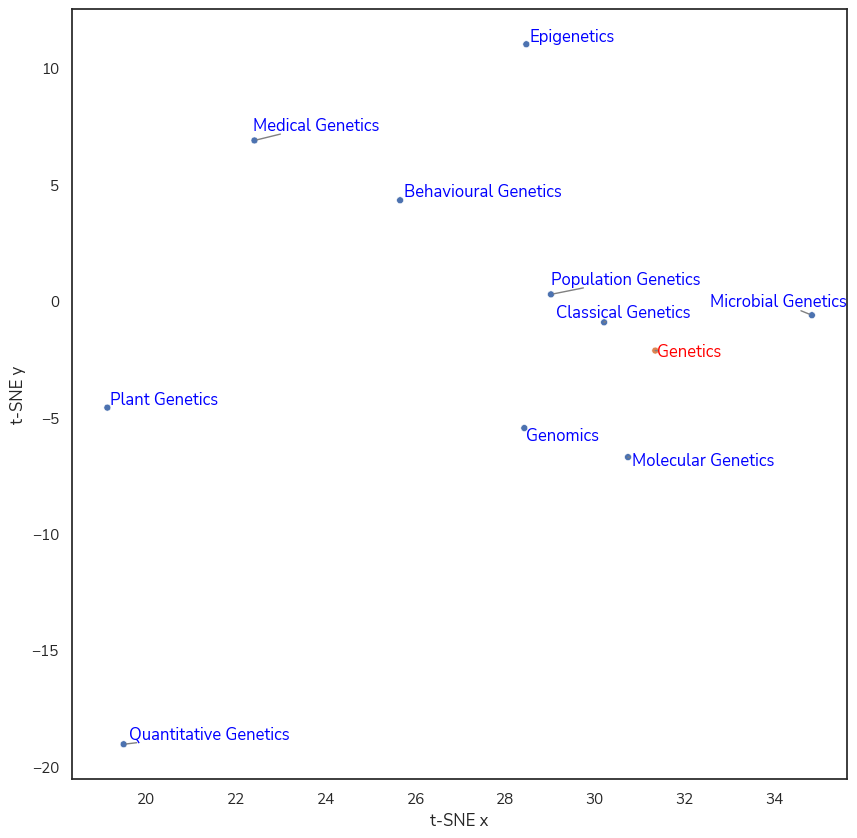 Epigenetics
Medical Genetics
Behavioural Genetics
Population Genetics
Microbial Genetics
Classical Genetics
Genetics
Plant Genetics
Genomics
Molecular Genetics
Quantitative Genetics
10
5
0
−5
−10
−15
−20
t-SNE y
20 22 24 26 28 30 32 34
t-SNE x